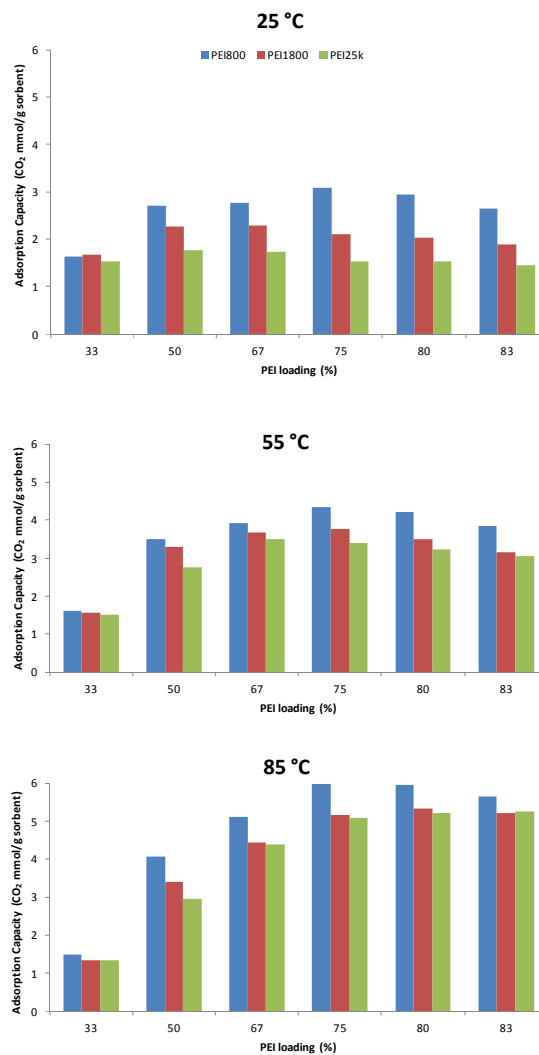 25 °C
PEI800 PEI1800 PEI25k
Adsorption Capacity (CO₂ mmol/g sorbent)
6
5
4
3
2
1
0
33 50 67 75 80 83
PEI loading (%)
55 °C
Adsorption Capacity (CO₂ mmol/g sorbent)
6
5
4
3
2
1
0
33 50 67 75 80 83
PEI loading (%)
85 °C
Adsorption Capacity (CO₂ mmol/g sorbent)
6
5
4
3
2
1
0
33 50 67 75 80 83
PEI loading (%)